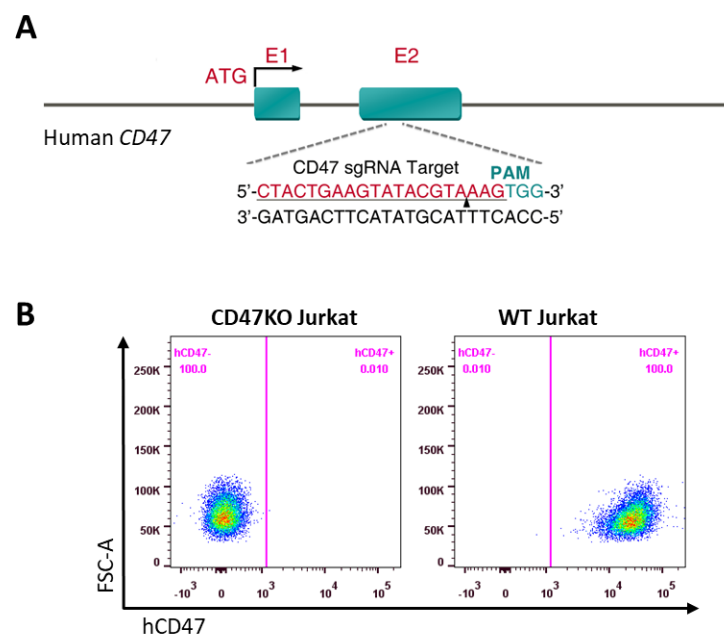 A
E1
E2
ATG
Human CD47
CD47 sgRNA Target
PAM
5’-CTACTGAAGTATACGTAAAGTGG-3’
3’-GATGACTTCATATGCATTTCACC-5’
B
CD47KO Jurkat
WT Jurkat
hCD47- hCD47+
100.0 0.010
hCD47- hCD47+
0.010 100.0
250K
200K
150K
100K
50K
0
-10³ 0 10³ 10⁴ 10⁵
250K
200K
150K
100K
50K
0
-10³ 0 10³ 10⁴ 10⁵
FSC-A
hCD47